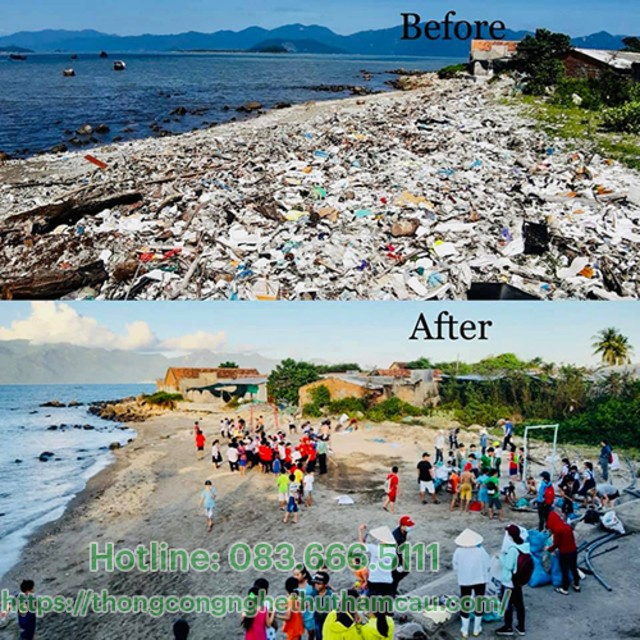 Before
After
Hotline: 083.666.5111
https://thongcongnghethuthamcau.com/